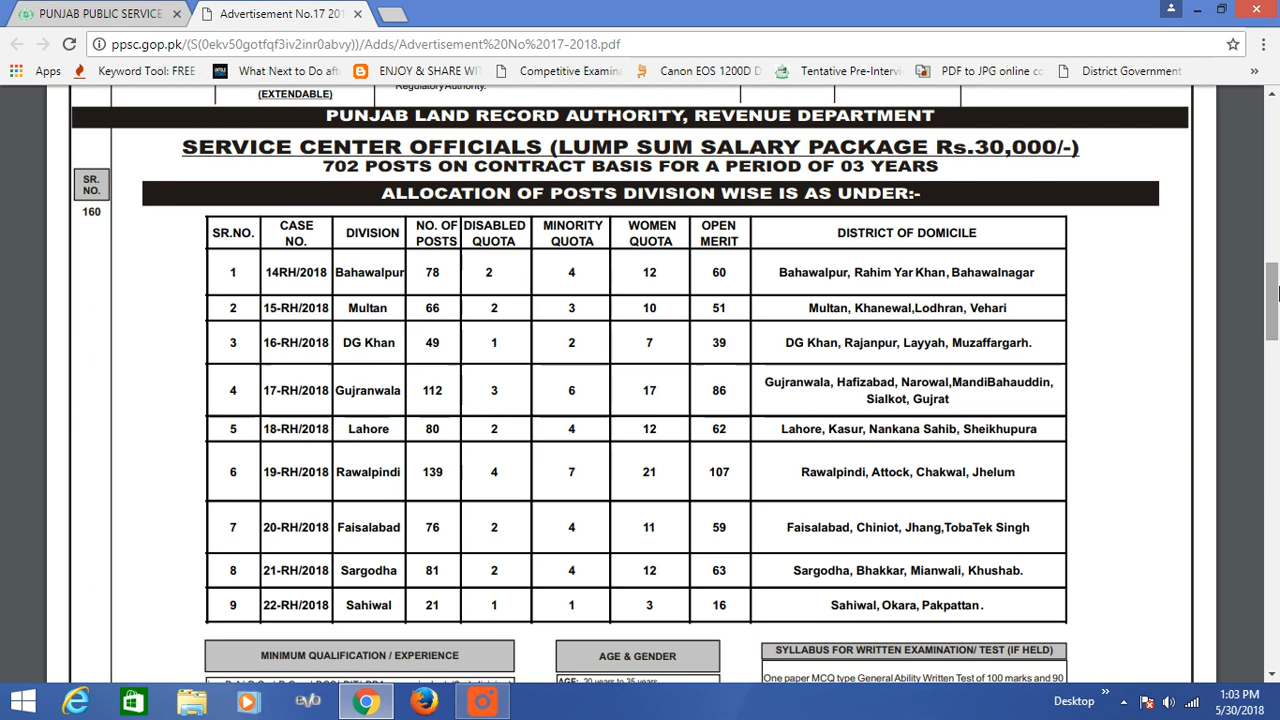 PUNJAB PUBLIC SERVICE
Advertisement No.17 201
ppsc.gop.pk/(S(0ekv50gotfqf3iv2inr0abvy))/Adds/Advertisement%20No%2017-2018.pdf
Apps Keyword Tool: FREE What Next to Do afte ENJOY & SHARE WIT Competitive Examina Canon EOS 1200D D Tentative Pre-Intervi PDF to JPG online co District Government »
(EXTENDABLE) Regulatory Authority.
PUNJAB LAND RECORD AUTHORITY, REVENUE DEPARTMENT
SERVICE CENTER OFFICIALS (LUMP SUM SALARY PACKAGE Rs.30,000/-)
702 POSTS ON CONTRACT BASIS FOR A PERIOD OF 03 YEARS
SR. NO.
160
ALLOCATION OF POSTS DIVISION WISE IS AS UNDER:-
SR.NO. CASE NO. DIVISION NO. OF POSTS DISABLED QUOTA MINORITY QUOTA WOMEN QUOTA OPEN MERIT DISTRICT OF DOMICILE
1 14RH/2018 Bahawalpur 78 2 4 12 60 Bahawalpur, Rahim Yar Khan, Bahawalnagar
2 15-RH/2018 Multan 66 2 3 10 51 Multan, Khanewal,Lodhran, Vehari
3 16-RH/2018 DG Khan 49 1 2 7 39 DG Khan, Rajanpur, Layyah, Muzaffargarh.
4 17-RH/2018 Gujranwala 112 3 6 17 86 Gujranwala, Hafizabad, Narowal,MandiBahauddin, Sialkot, Gujrat
5 18-RH/2018 Lahore 80 2 4 12 62 Lahore, Kasur, Nankana Sahib, Sheikhupura
6 19-RH/2018 Rawalpindi 139 4 7 21 107 Rawalpindi, Attock, Chakwal, Jhelum
7 20-RH/2018 Faisalabad 76 2 4 11 59 Faisalabad, Chiniot, Jhang,TobaTek Singh
8 21-RH/2018 Sargodha 81 2 4 12 63 Sargodha, Bhakkar, Mianwali, Khushab.
9 22-RH/2018 Sahiwal 21 1 1 3 16 Sahiwal, Okara, Pakpattan.
MINIMUM QUALIFICATION / EXPERIENCE
AGE & GENDER
AGE: 20 years to 35 years
SYLLABUS FOR WRITTEN EXAMINATION/ TEST (IF HELD)
One paper MCQ type General Ability Written Test of 100 marks and 90
Desktop »
1:03 PM
5/30/2018